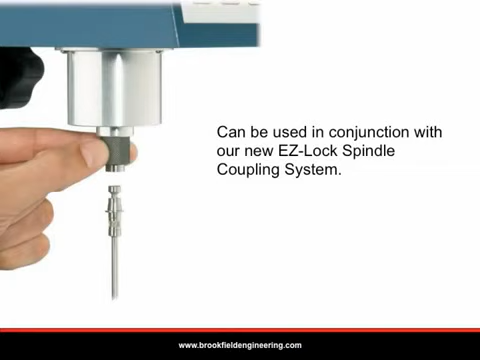 Can be used in conjunction with
our new EZ-Lock Spindle
Coupling System.
www.brookfieldengineering.com